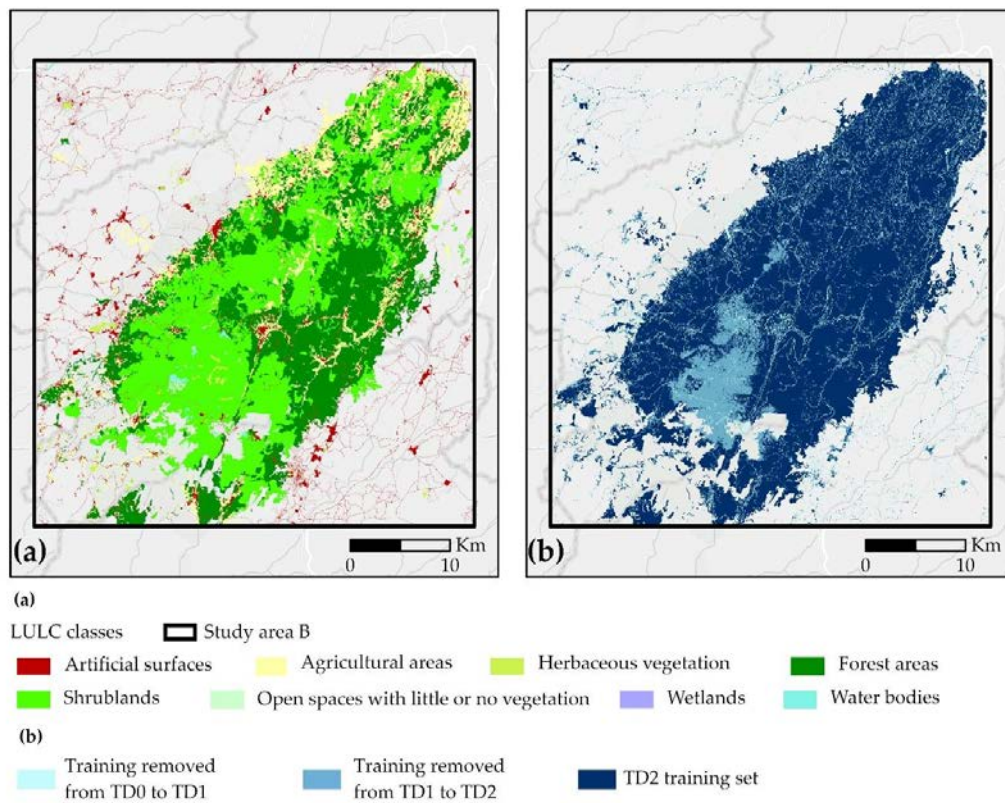 (a)
Km
0
10
(b)
Km
0
10
(a)
LULC classes
Study area B
Artificial surfaces
Agricultural areas
Herbaceous vegetation
Forest areas
Shrublands
Open spaces with little or no vegetation
Wetlands
Water bodies
(b)
Training removed
from TD0 to TD1
Training removed
from TD1 to TD2
TD2 training set